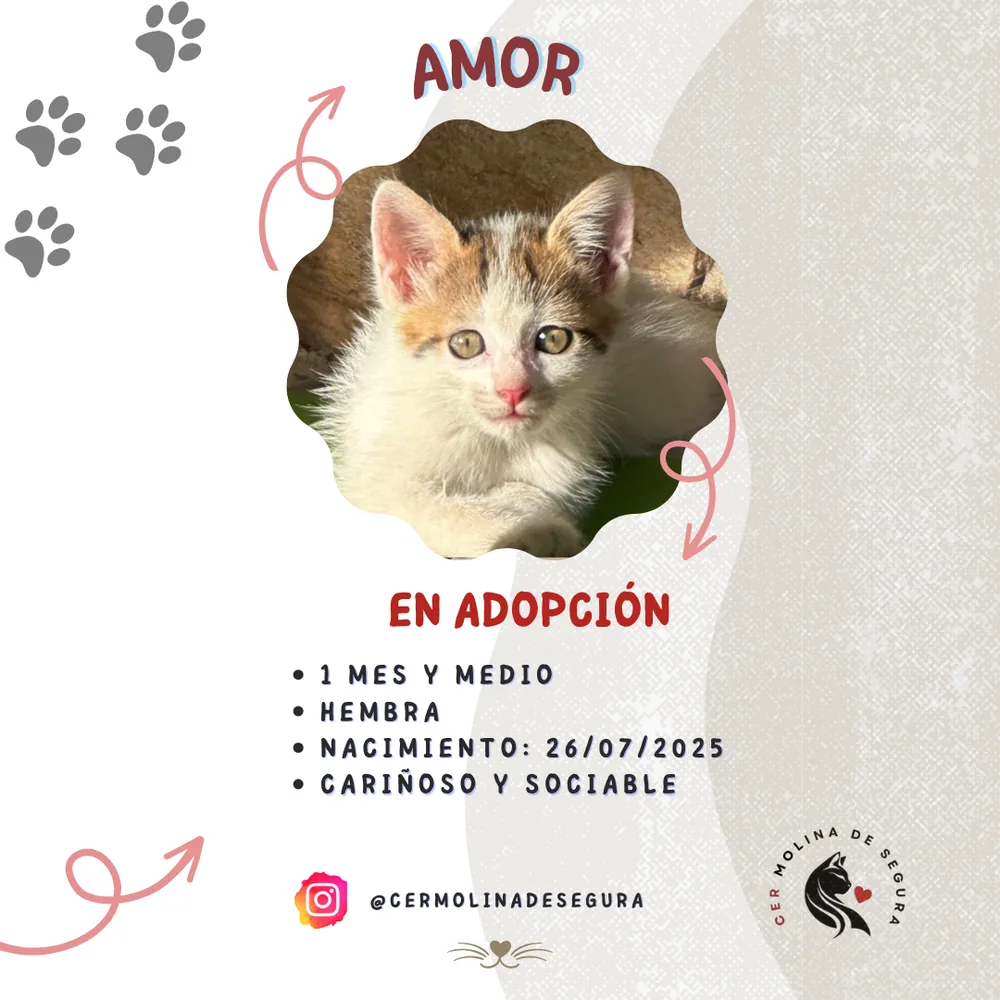 AMOR
EN ADOPCIÓN
• 1 MES Y MEDIO
• HEMBRA
• NACIMIENTO: 26/07/2025
• CARIÑOSO Y SOCIABLE
@CERMOLINADESEGURA
CER MOLINA DE SEGURA